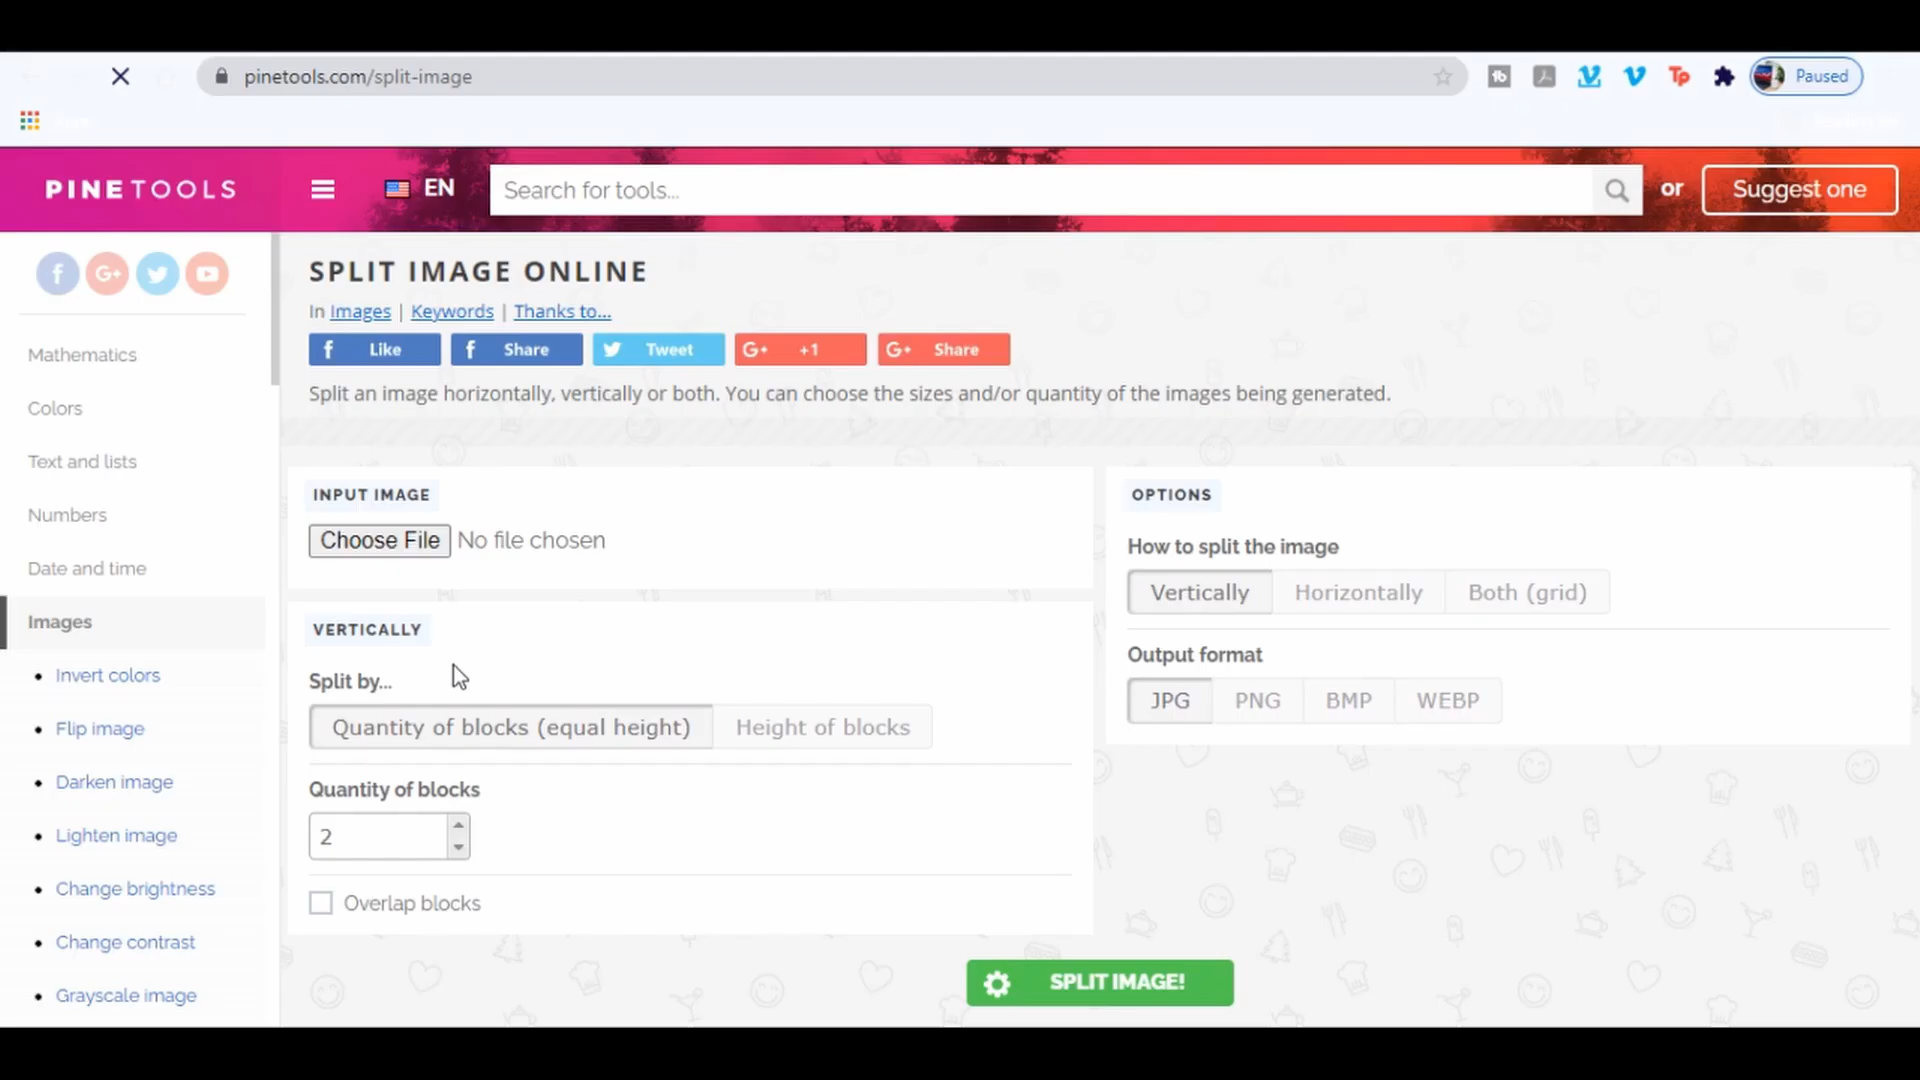 pinetools.com/split-image
Paused
PINETOOLS
EN
Search for tools...
or
Suggest one
SPLIT IMAGE ONLINE
In Images | Keywords | Thanks to...
Like
Share
Tweet
G+ +1
G+ Share
Split an image horizontally, vertically or both. You can choose the sizes and/or quantity of the images being generated.
Mathematics
Colors
Text and lists
Numbers
Date and time
Images
Invert colors
Flip image
Darken image
Lighten image
Change brightness
Change contrast
Grayscale image
INPUT IMAGE
Choose File No file chosen
VERTICALLY
Split by...
Quantity of blocks (equal height)
Height of blocks
Quantity of blocks
2
Overlap blocks
OPTIONS
How to split the image
Vertically
Horizontally
Both (grid)
Output format
JPG
PNG
BMP
WEBP
SPLIT IMAGE!